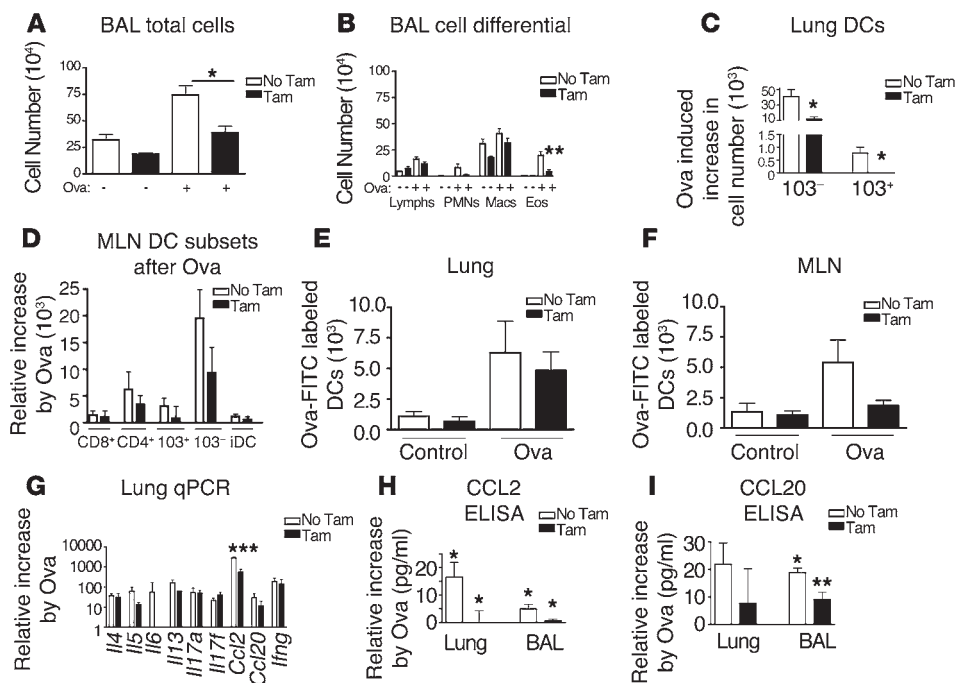 A
BAL total cells
Cell Number (10⁴)
100
75
50
25
0
No Tam
Tam
*
Ova: - - + +
B
BAL cell differential
Cell Number (10⁴)
100
75
50
25
0
No Tam
Tam
**
Ova: - - + + - - + + - - + + - - + +
Lymphs PMNs Macs Eos
C
Lung DCs
Ova induced
increase in
cell number (10³)
50
30
10
1.5
1.0
0.5
0
No Tam
Tam
*
*
103⁻ 103⁺
D
MLN DC subsets
after Ova
Relative increase
by Ova (10³)
25
20
15
10
5
0
No Tam
Tam
CD8⁺ CD4⁺ 103⁺ 103⁻ iDC
E
Lung
Ova-FITC labeled
DCs (10³)
10.0
7.5
5.0
2.5
0.0
No Tam
Tam
Control Ova
F
MLN
Ova-FITC labeled
DCs (10³)
10.0
7.5
5.0
2.5
0.0
No Tam
Tam
Control Ova
G
Lung qPCR
Relative increase
by Ova
10000
1000
100
10
1
No Tam
Tam
***
Il4 Il5 Il6 Il13 Il17a Il17f Ccl2 Ccl20 Ifng
H
CCL2
ELISA
Relative increase
by Ova (pg/ml)
30
20
10
0
No Tam
Tam
* * * *
Lung BAL
I
CCL20
ELISA
Relative increase
by Ova (pg/ml)
30
20
10
0
No Tam
Tam
* **
Lung BAL